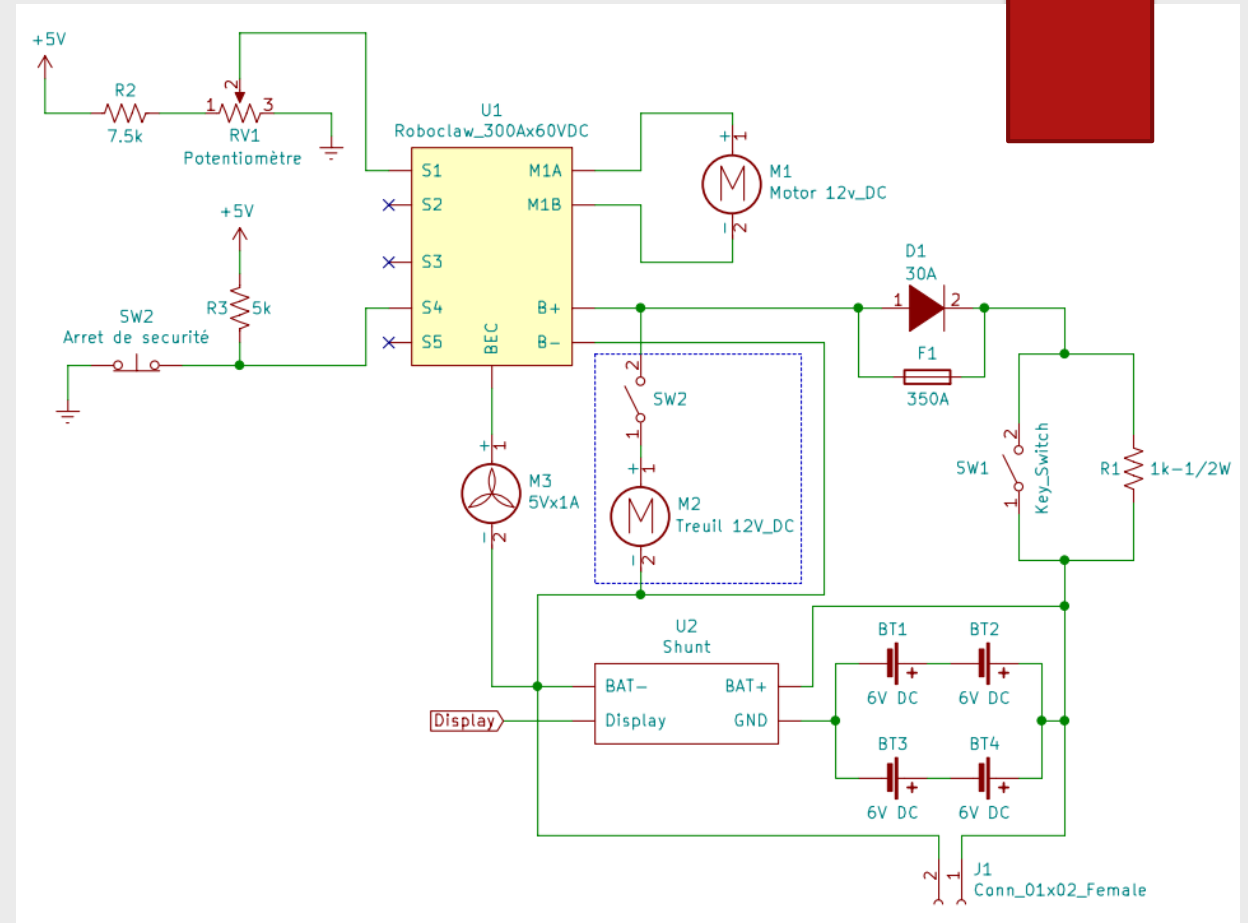 +5V
R2
7.5k
1
2
3
RV1
Potentiomètre
U1
Roboclaw_300Ax60VDC
S1
S2
S3
S4
S5
M1A
M1B
B+
B-
BEC
+
1
M1
Motor 12v_DC
-
2
+5V
R3
5k
SW2
Arret de securité
D1
30A
1
2
F1
350A
2
SW2
1
+
1
M2
Treuil 12V_DC
-
2
+
1
M3
5Vx1A
-
2
2
SW1
1
Key_Switch
R1
1k-1/2W
U2
Shunt
BAT-
BAT+
Display
Display
GND
BT1
BT2
+
+
6V DC
6V DC
BT3
BT4
+
+
6V DC
6V DC
2
1
J1
Conn_01x02_Female